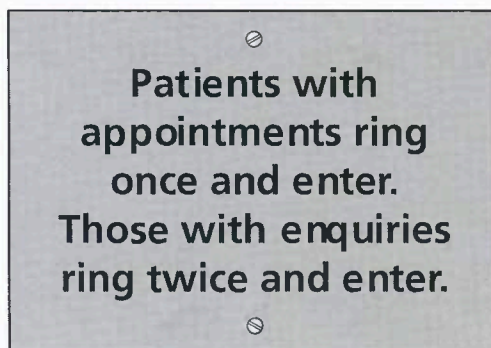 Patients with
appointments ring
once and enter.
Those with enquiries
ring twice and enter.